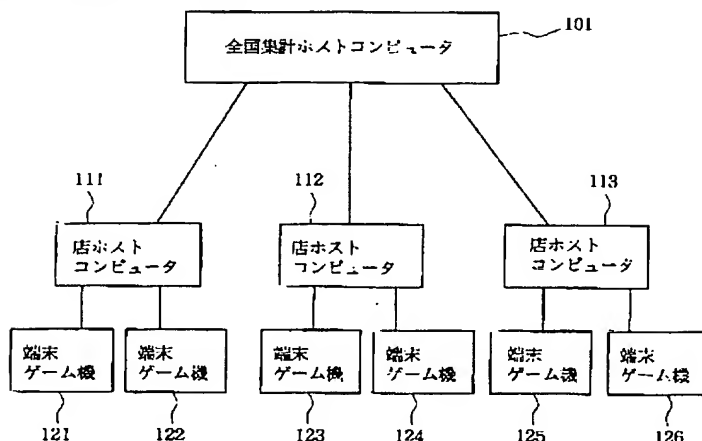 全国集計ホストコンピュータ
101
111
112
113
店ホスト
コンピュータ
店ホスト
コンピュータ
店ホスト
コンピュータ
端末
ゲーム機
端末
ゲーム機
端末
ゲーム機
端末
ゲーム機
端末
ゲーム機
端末
ゲーム機
121
122
123
124
125
126